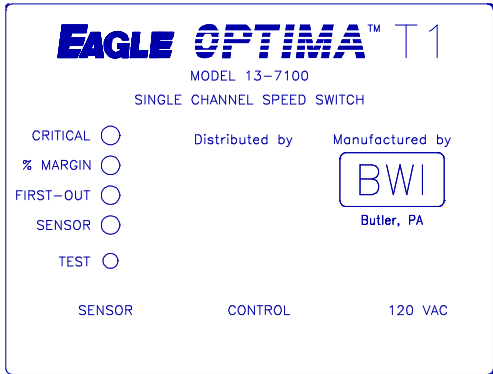 EAGLE OPTIMA™ T1
MODEL 13-7100
SINGLE CHANNEL SPEED SWITCH
CRITICAL
% MARGIN
FIRST-OUT
SENSOR
TEST
Distributed by
Manufactured by
BWI
Butler, PA
SENSOR CONTROL 120 VAC